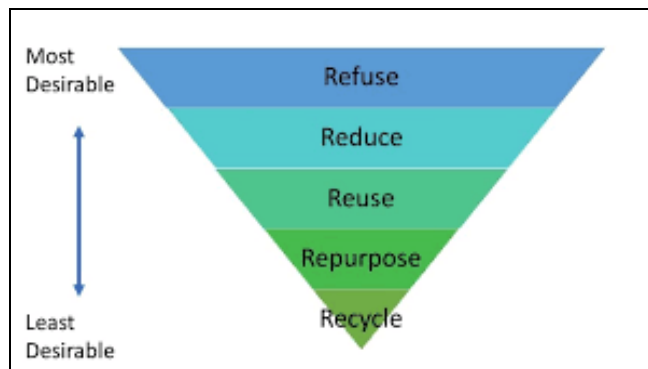 Most
Desirable
Refuse
Reduce
Reuse
Repurpose
Recycle
Least
Desirable